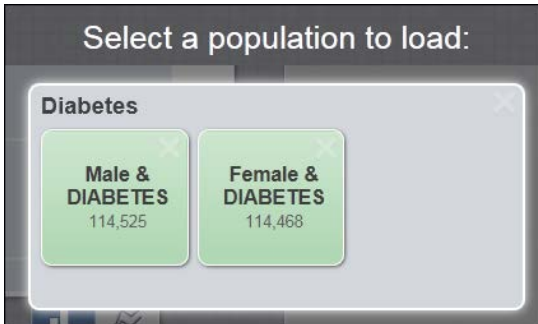 Select a population to load:
Diabetes
Male &
DIABETES
114,525
Female &
DIABETES
114,468